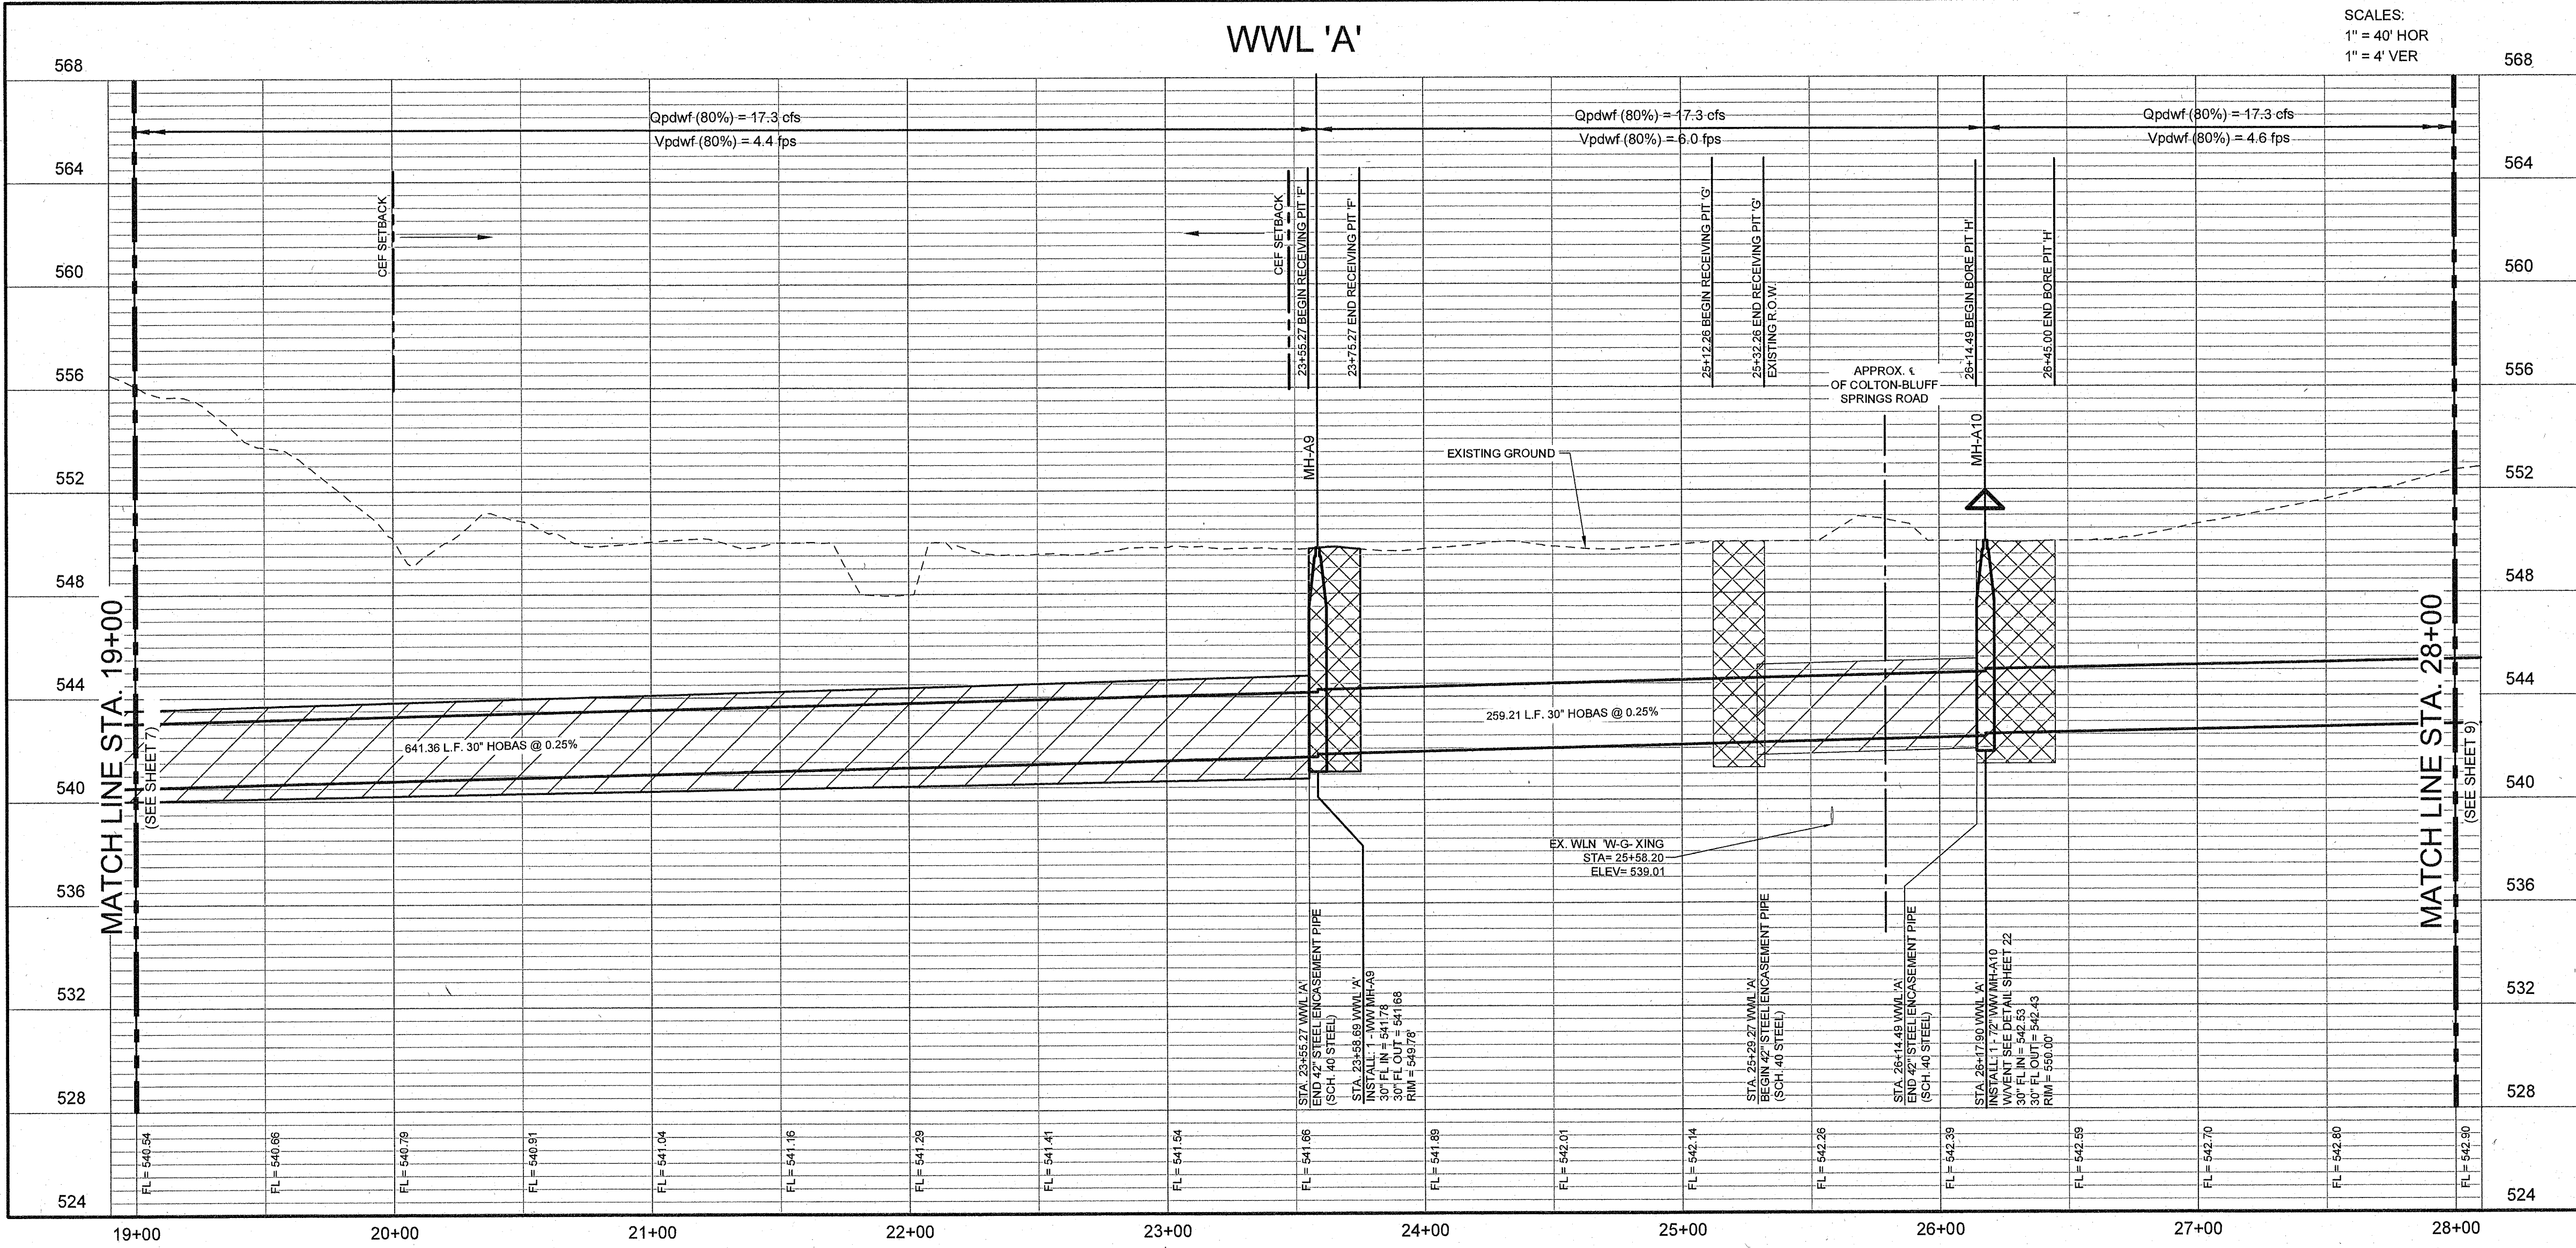 WWL 'A'
SCALES:
1" = 40' HOR
1" = 4' VER
568
564
560
556
552
548
544
540
536
532
528
524
568
564
560
556
552
548
544
540
536
532
528
524
Qpdwf (80%) = 17.3 cfs
Vpdwf (80%) = 4.4 fps
Qpdwf (80%) = 17.3 cfs
Vpdwf (80%) = 6.0 fps
Qpdwf (80%) = 17.3 cfs
Vpdwf (80%) = 4.6 fps
CEF SETBACK
CEF SETBACK
23+55.27 BEGIN RECEIVING PIT 'F'
23+75.27 END RECEIVING PIT 'F'
25+12.26 BEGIN RECEIVING PIT 'G'
25+32.26 END RECEIVING PIT 'G'
EXISTING R.O.W.
26+14.49 BEGIN BORE PIT 'H'
26+45.00 END BORE PIT 'H'
APPROX. ℄
OF COLTON-BLUFF
SPRINGS ROAD
MH-A9
MH-A10
EXISTING GROUND
MATCH LINE STA. 19+00
(SEE SHEET 7)
MATCH LINE STA. 28+00
(SEE SHEET 9)
641.36 L.F. 30" HOBAS @ 0.25%
259.21 L.F. 30" HOBAS @ 0.25%
EX. WLN 'W-G- XING
STA= 25+58.20
ELEV= 539.01
STA. 23+55.27 WWL 'A'
END 42" STEEL ENCASEMENT PIPE
(SCH. 40 STEEL)
STA. 23+58.69 WWL 'A'
INSTALL: 1 - WW MH-A9
30" FL IN = 541.78
30" FL OUT = 541.68
RIM = 549.78'
STA. 25+29.27 WWL 'A'
BEGIN 42" STEEL ENCASEMENT PIPE
(SCH. 40 STEEL)
STA. 26+14.49 WWL 'A'
END 42" STEEL ENCASEMENT PIPE
(SCH. 40 STEEL)
STA. 26+17.90 WWL 'A'
INSTALL: 1 - 72" WW MH-A10
W/VENT SEE DETAIL SHEET 22
30" FL IN = 542.53
30" FL OUT = 542.43
RIM = 550.00'
FL = 540.54
FL = 540.66
FL = 540.79
FL = 540.91
FL = 541.04
FL = 541.16
FL = 541.29
FL = 541.41
FL = 541.54
FL = 541.66
FL = 541.89
FL = 542.01
FL = 542.14
FL = 542.26
FL = 542.39
FL = 542.59
FL = 542.70
FL = 542.80
FL = 542.90
19+00
20+00
21+00
22+00
23+00
24+00
25+00
26+00
27+00
28+00